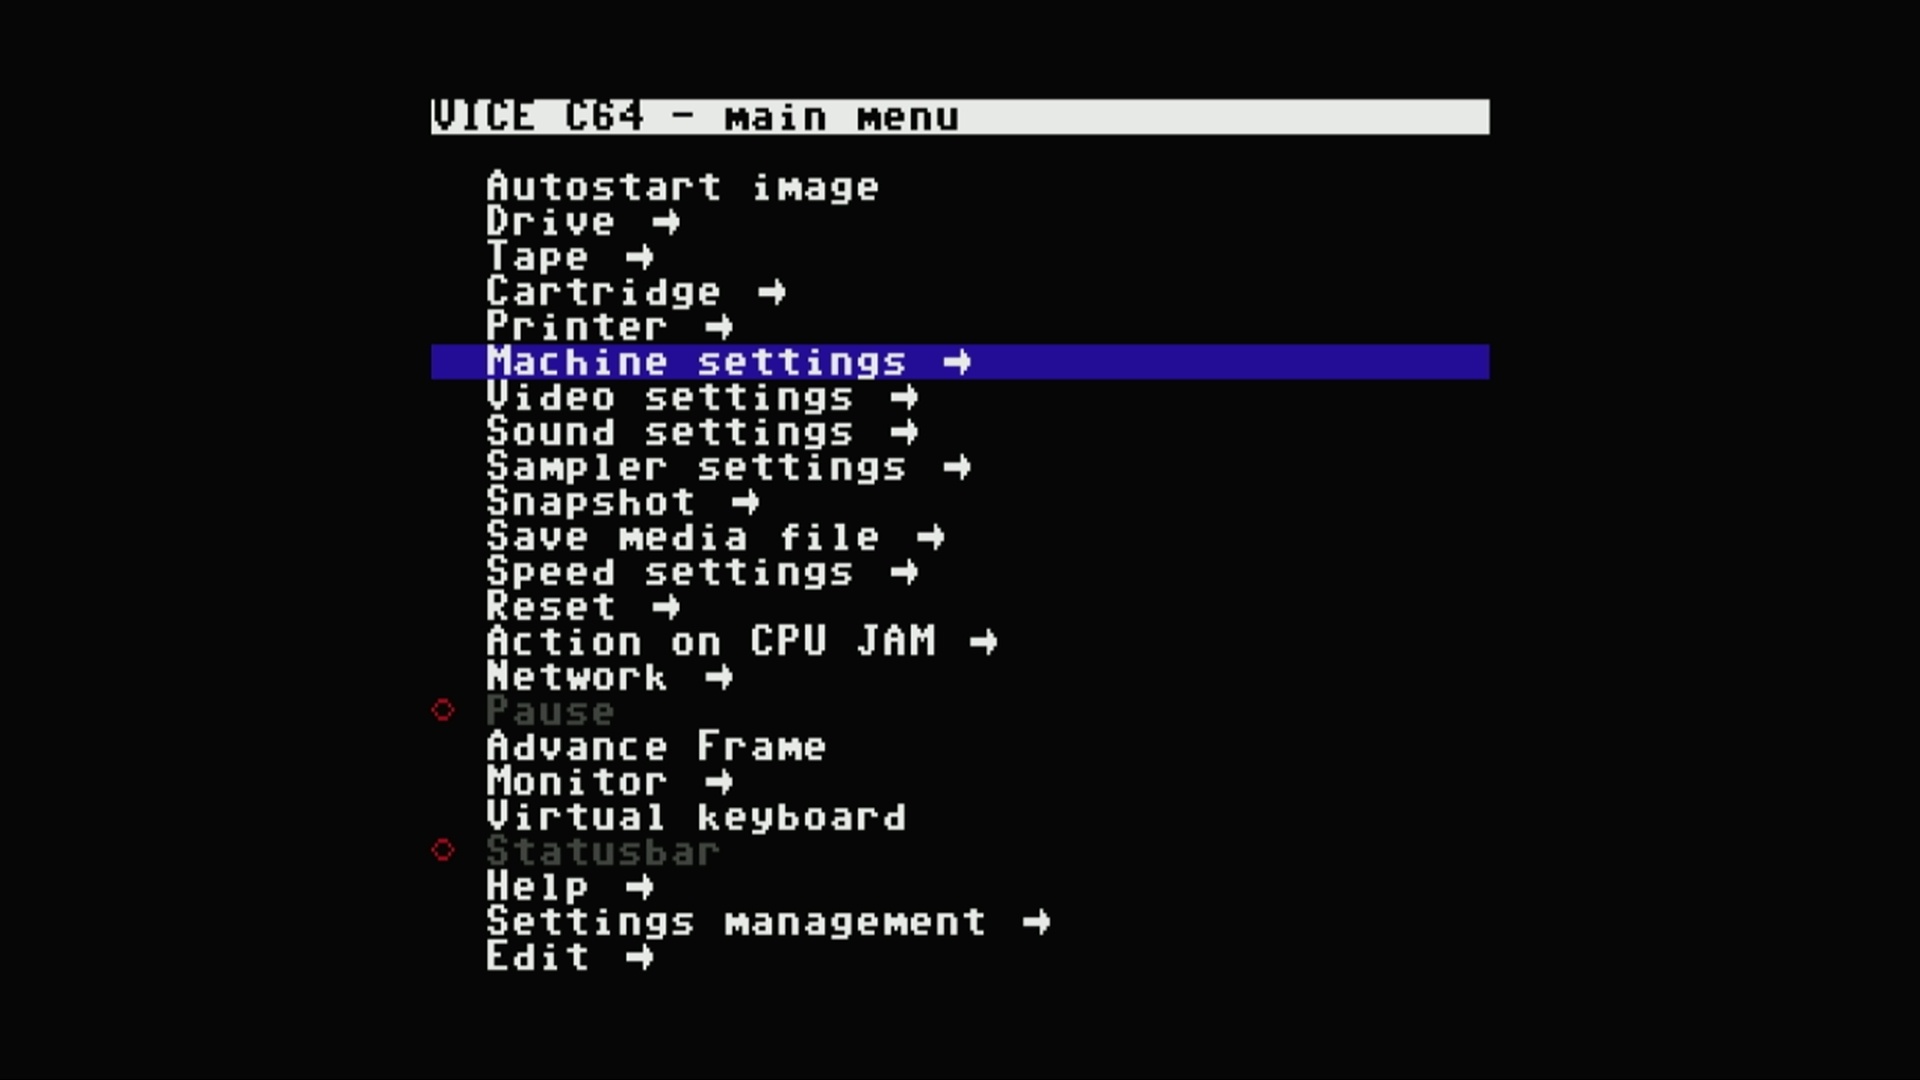 VICE C64 - main menu
Autostart image
Drive →
Tape →
Cartridge →
Printer →
Machine settings →
Video settings →
Sound settings →
Sampler settings →
Snapshot →
Save media file →
Speed settings →
Reset →
Action on CPU JAM →
Network →
Pause
Advance Frame
Monitor →
Virtual keyboard
Statusbar
Help →
Settings management →
Edit →